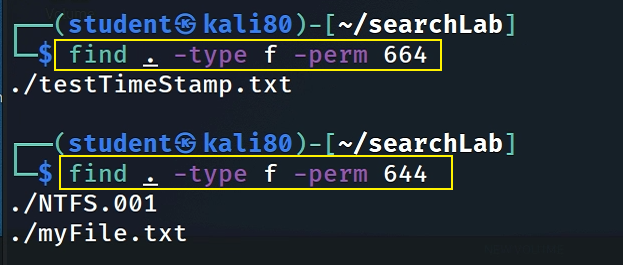 ┌──(student㉿kali80)-[~/searchLab]
└─$ find . -type f -perm 664
./testTimeStamp.txt
┌──(student㉿kali80)-[~/searchLab]
└─$ find . -type f -perm 644
./NTFS.001
./myFile.txt